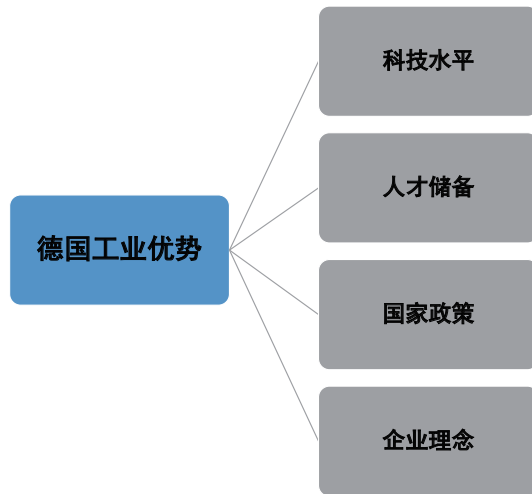 科技水平
人才储备
德国工业优势
国家政策
企业理念